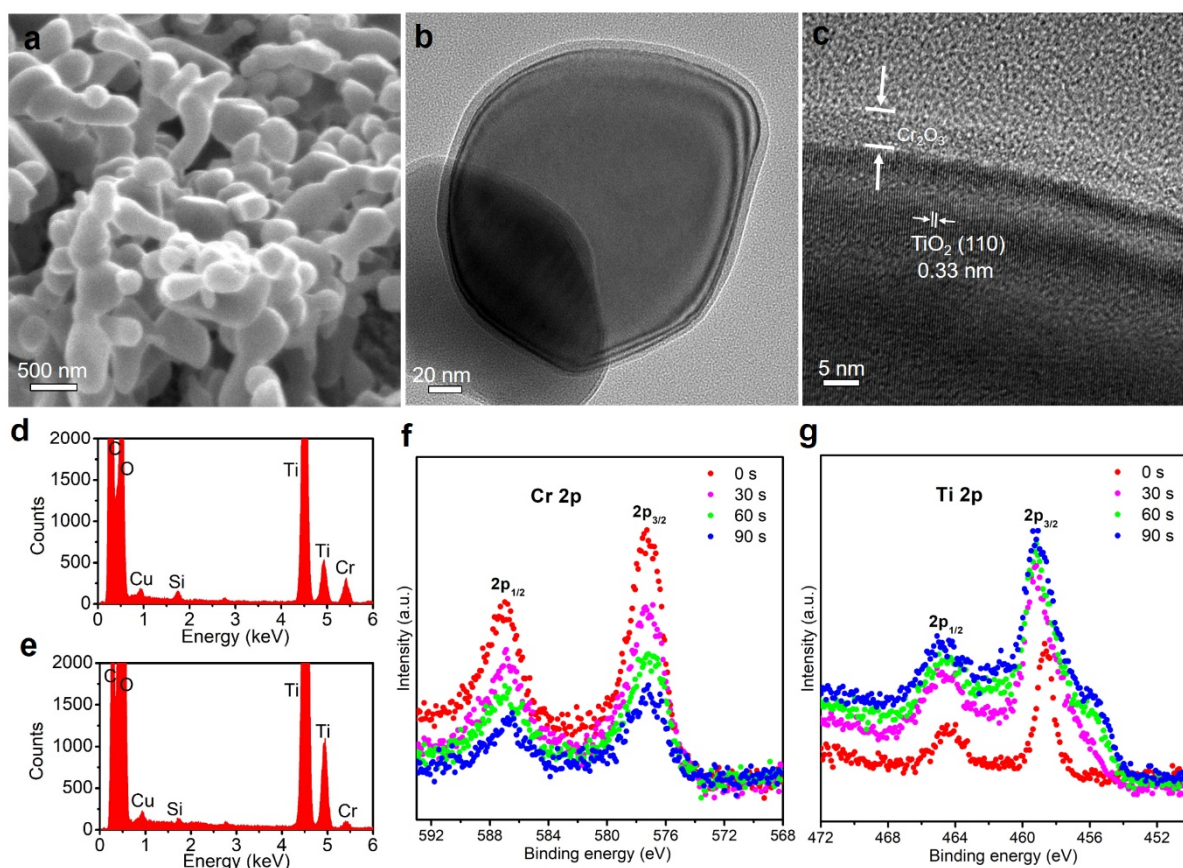 a
500 nm
b
20 nm
c
Cr₂O₃
TiO₂ (110)
0.33 nm
5 nm
d
2000
1500
1000
500
0
Counts
C
O
Cu
Si
Ti
Ti
Cr
0 1 2 3 4 5 6
Energy (keV)
e
2000
1500
1000
500
0
Counts
C
O
Cu
Si
Ti
Ti
Cr
0 1 2 3 4 5 6
Energy (keV)
f
Cr 2p
0 s
30 s
60 s
90 s
2p₃/₂
2p₁/₂
Intensity (a.u.)
592 588 584 580 576 572 568
Binding energy (eV)
g
Ti 2p
0 s
30 s
60 s
90 s
2p₃/₂
2p₁/₂
Intensity (a.u.)
472 468 464 460 456 452
Binding energy (eV)